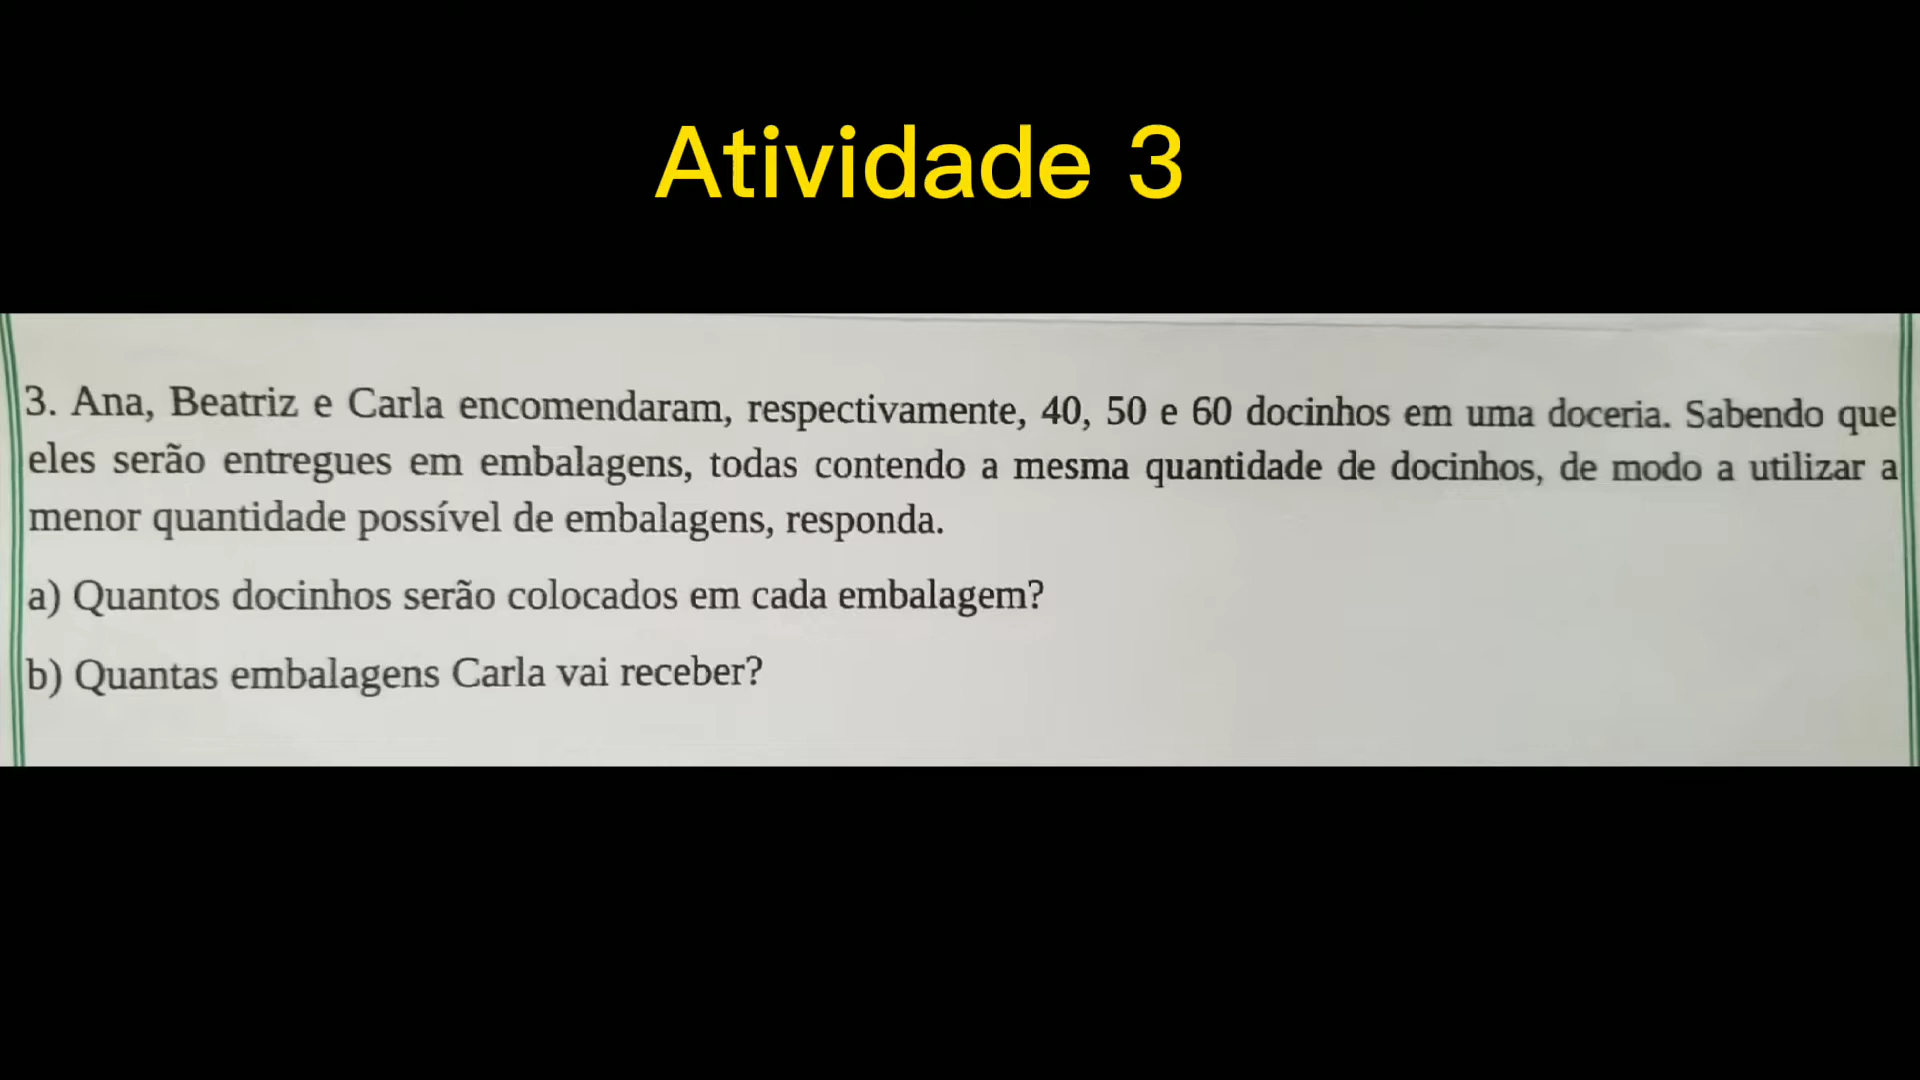 Atividade 3
3. Ana, Beatriz e Carla encomendaram, respectivamente, 40, 50 e 60 docinhos em uma doceria. Sabendo que
eles serão entregues em embalagens, todas contendo a mesma quantidade de docinhos, de modo a utilizar a
menor quantidade possível de embalagens, responda.
a) Quantos docinhos serão colocados em cada embalagem?
b) Quantas embalagens Carla vai receber?